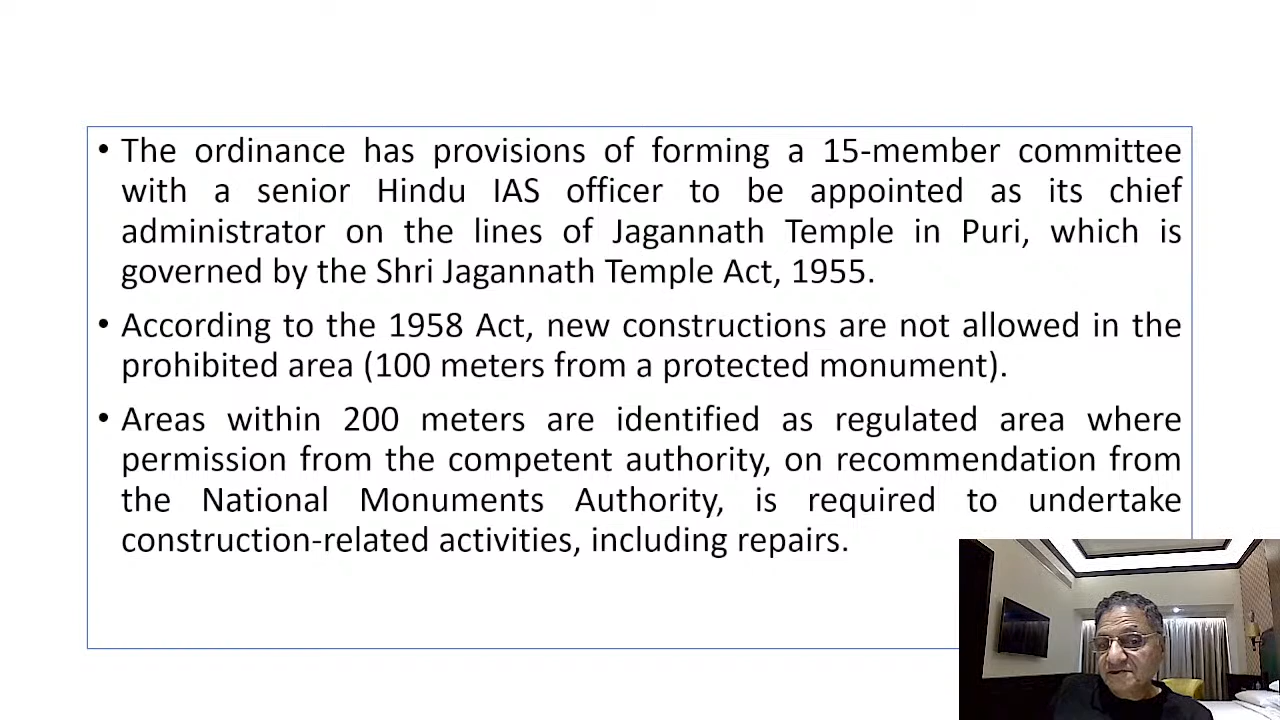 • The ordinance has provisions of forming a 15-member committee
with a senior Hindu IAS officer to be appointed as its chief
administrator on the lines of Jagannath Temple in Puri, which is
governed by the Shri Jagannath Temple Act, 1955.
• According to the 1958 Act, new constructions are not allowed in the
prohibited area (100 meters from a protected monument).
• Areas within 200 meters are identified as regulated area where
permission from the competent authority, on recommendation from
the National Monuments Authority, is required to undertake
construction-related activities, including repairs.